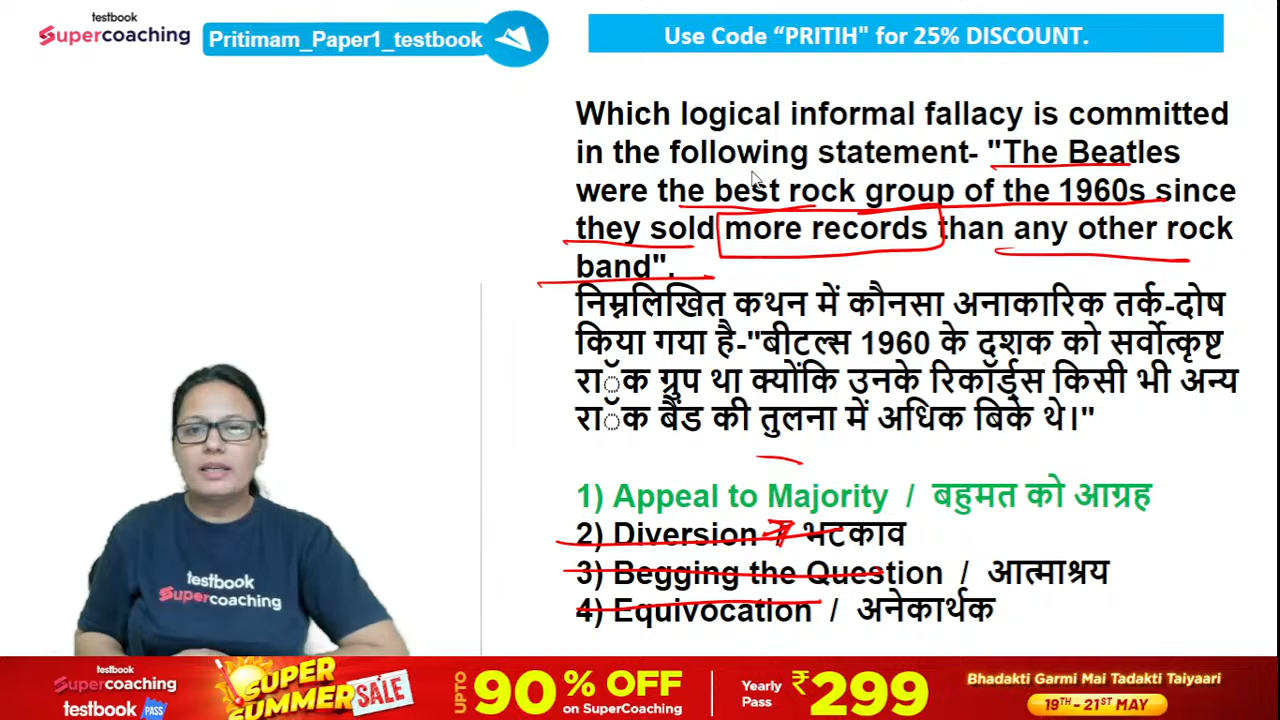 testbook
Supercoaching
Pritimam_Paper1_testbook
Use Code “PRITIH" for 25% DISCOUNT.
Which logical informal fallacy is committed
in the following statement- "The Beatles
were the best rock group of the 1960s since
they sold more records than any other rock
band".
निम्नलिखित कथन में कौनसा अनाकारिक तर्क-दोष
किया गया है-"बीटल्स 1960 के दशक को सर्वोत्कृष्ट
राॅक ग्रुप था क्योंकि उनके रिकॉर्ड्स किसी भी अन्य
राॅक बैंड की तुलना में अधिक बिके थे।"
1) Appeal to Majority / बहुमत को आग्रह
2) Diversion / भटकाव
3) Begging the Question / आत्माश्रय
4) Equivocation / अनेकार्थक
testbook
Supercoaching
testbook
Supercoaching
testbook PASS
SUPER
SUMMER SALE
UPTO 90% OFF
on SuperCoaching
Yearly
Pass ₹299
Bhadakti Garmi Mai Tadakti Taiyaari
19TH - 21ST MAY